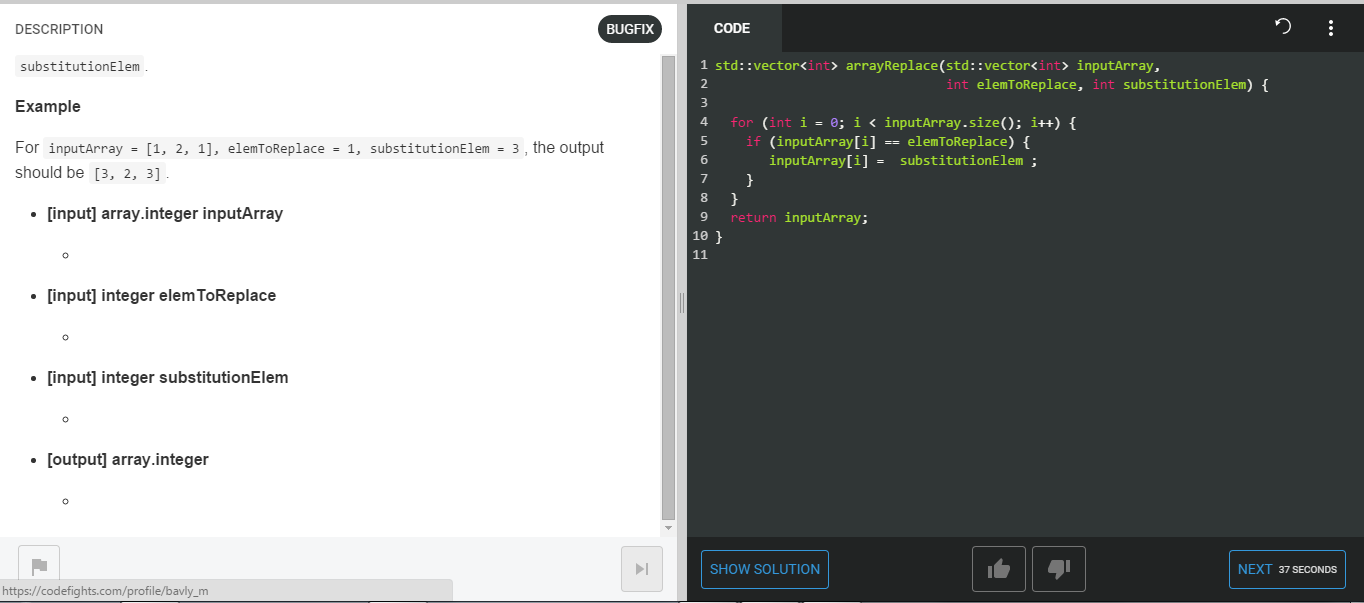 DESCRIPTION
BUGFIX
substitutionElem.
Example
For inputArray = [1, 2, 1], elemToReplace = 1, substitutionElem = 3, the output
should be [3, 2, 3].
[input] array.integer inputArray
[input] integer elemToReplace
[input] integer substitutionElem
[output] array.integer
https://codefights.com/profile/bavly_m
CODE
1 std::vector<int> arrayReplace(std::vector<int> inputArray,
2 int elemToReplace, int substitutionElem) {
3
4 for (int i = 0; i < inputArray.size(); i++) {
5 if (inputArray[i] == elemToReplace) {
6 inputArray[i] =  substitutionElem ;
7 }
8 }
9 return inputArray;
10 }
11
SHOW SOLUTION
NEXT 37 SECONDS